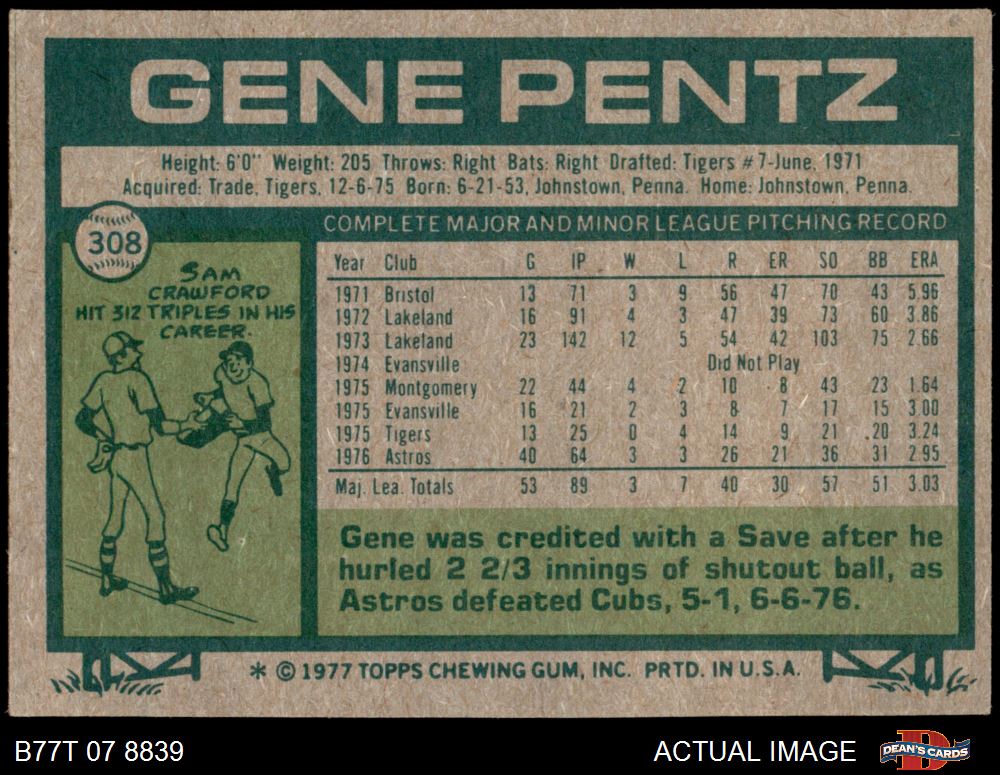 GENE PENTZ
Height: 6'0" Weight: 205 Throws: Right Bats: Right Drafted: Tigers #7-June, 1971
Acquired: Trade, Tigers, 12-6-75 Born: 6-21-53, Johnstown, Penna. Home: Johnstown, Penna.
308
SAM
CRAWFORD
HIT 312 TRIPLES IN HIS
CAREER.
COMPLETE MAJOR AND MINOR LEAGUE PITCHING RECORD
Year Club G IP W L R ER SO BB ERA
1971 Bristol 13 71 3 9 56 47 70 43 5.96
1972 Lakeland 16 91 4 3 47 39 73 60 3.86
1973 Lakeland 23 142 12 5 54 42 103 75 2.66
1974 Evansville Did Not Play
1975 Montgomery 22 44 4 2 10 8 43 23 1.64
1975 Evansville 16 21 2 3 8 7 17 15 3.00
1975 Tigers 13 25 0 4 14 9 21 20 3.24
1976 Astros 40 64 3 3 26 21 36 31 2.95
Maj. Lea. Totals 53 89 3 7 40 30 57 51 3.03
Gene was credited with a Save after he
hurled 2 2/3 innings of shutout ball, as
Astros defeated Cubs, 5-1, 6-6-76.
* © 1977 TOPPS CHEWING GUM, INC. PRTD. IN U.S.A.
B77T 07 8839 ACTUAL IMAGE DEAN'S CARDS